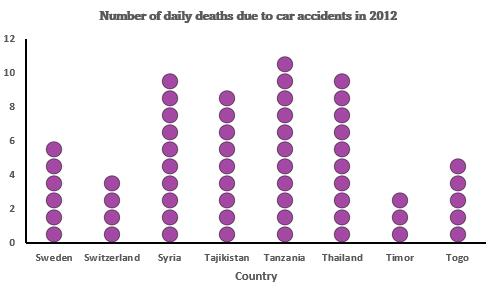 Number of daily deaths due to car accidents in 2012
12
10
8
6
4
2
0
Sweden Switzerland Syria Tajikistan Tanzania Thailand Timor Togo
Country